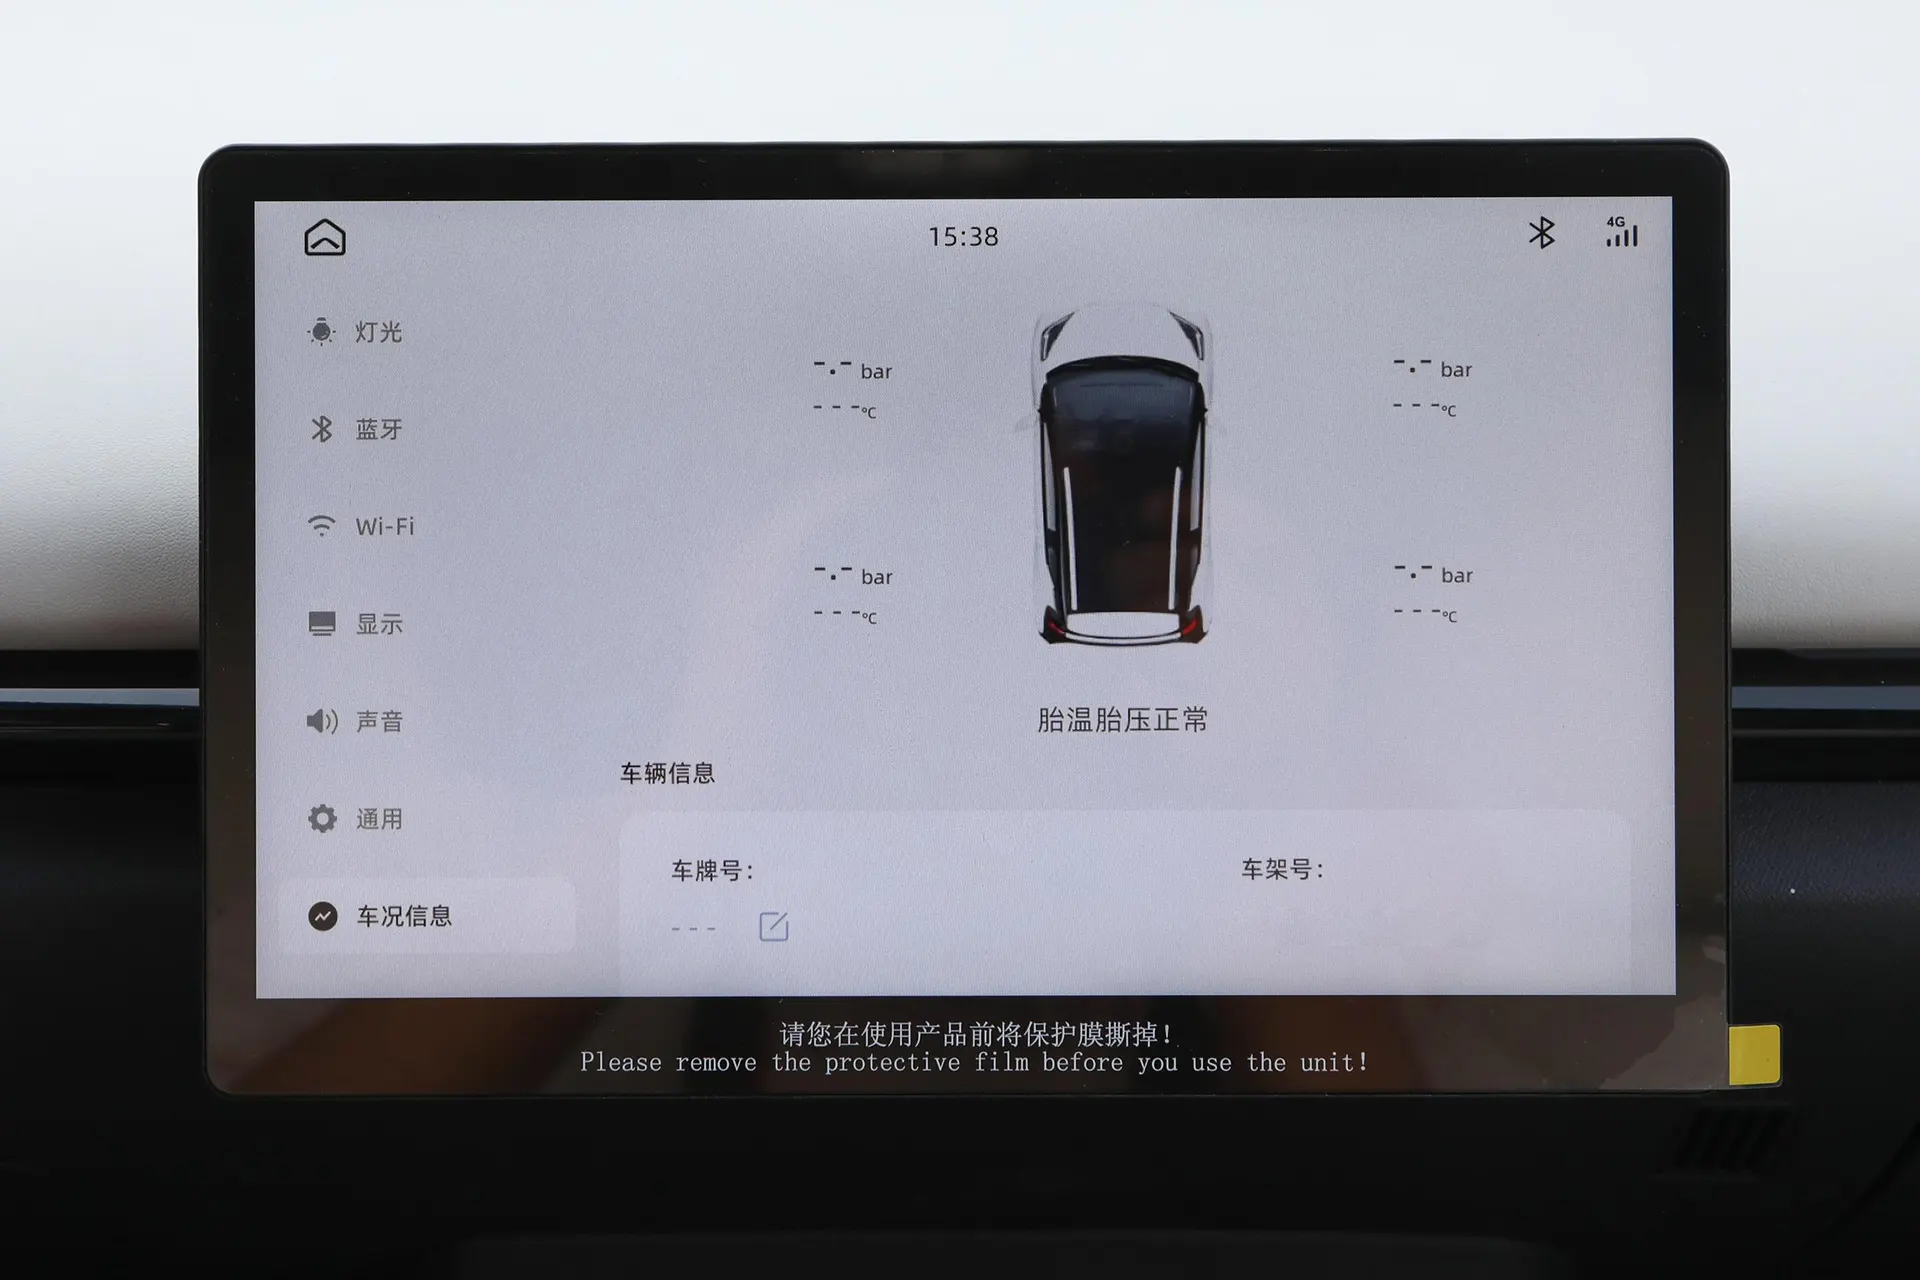 15:38
4G
灯光
蓝牙
Wi-Fi
显示
声音
通用
车况信息
-.- bar
---°C
-.- bar
---°C
-.- bar
---°C
-.- bar
---°C
胎温胎压正常
车辆信息
车牌号:
---
车架号:
请您在使用产品前将保护膜撕掉!
Please remove the protective film before you use the unit!